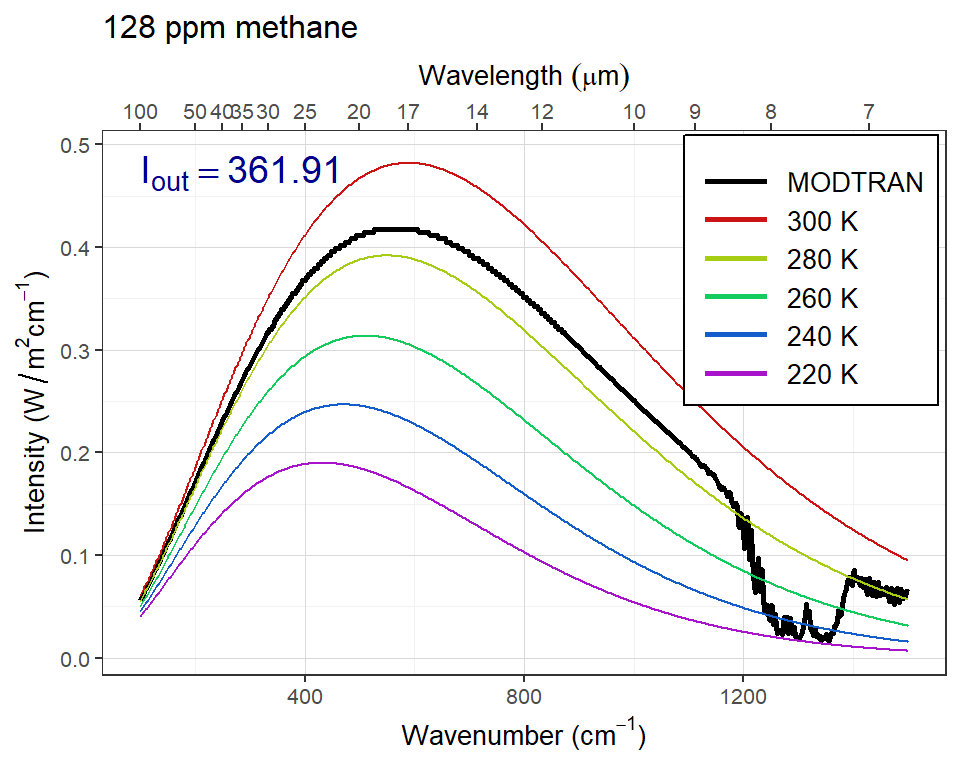 128 ppm methane
Wavelength (μm)
100 50 40 35 30 25 20 17 14 12 10 9 8 7
I_out = 361.91
0.5
0.4
0.3
0.2
0.1
0.0
Intensity (W / m²cm⁻¹)
MODTRAN
300 K
280 K
260 K
240 K
220 K
400 800 1200
Wavenumber (cm⁻¹)